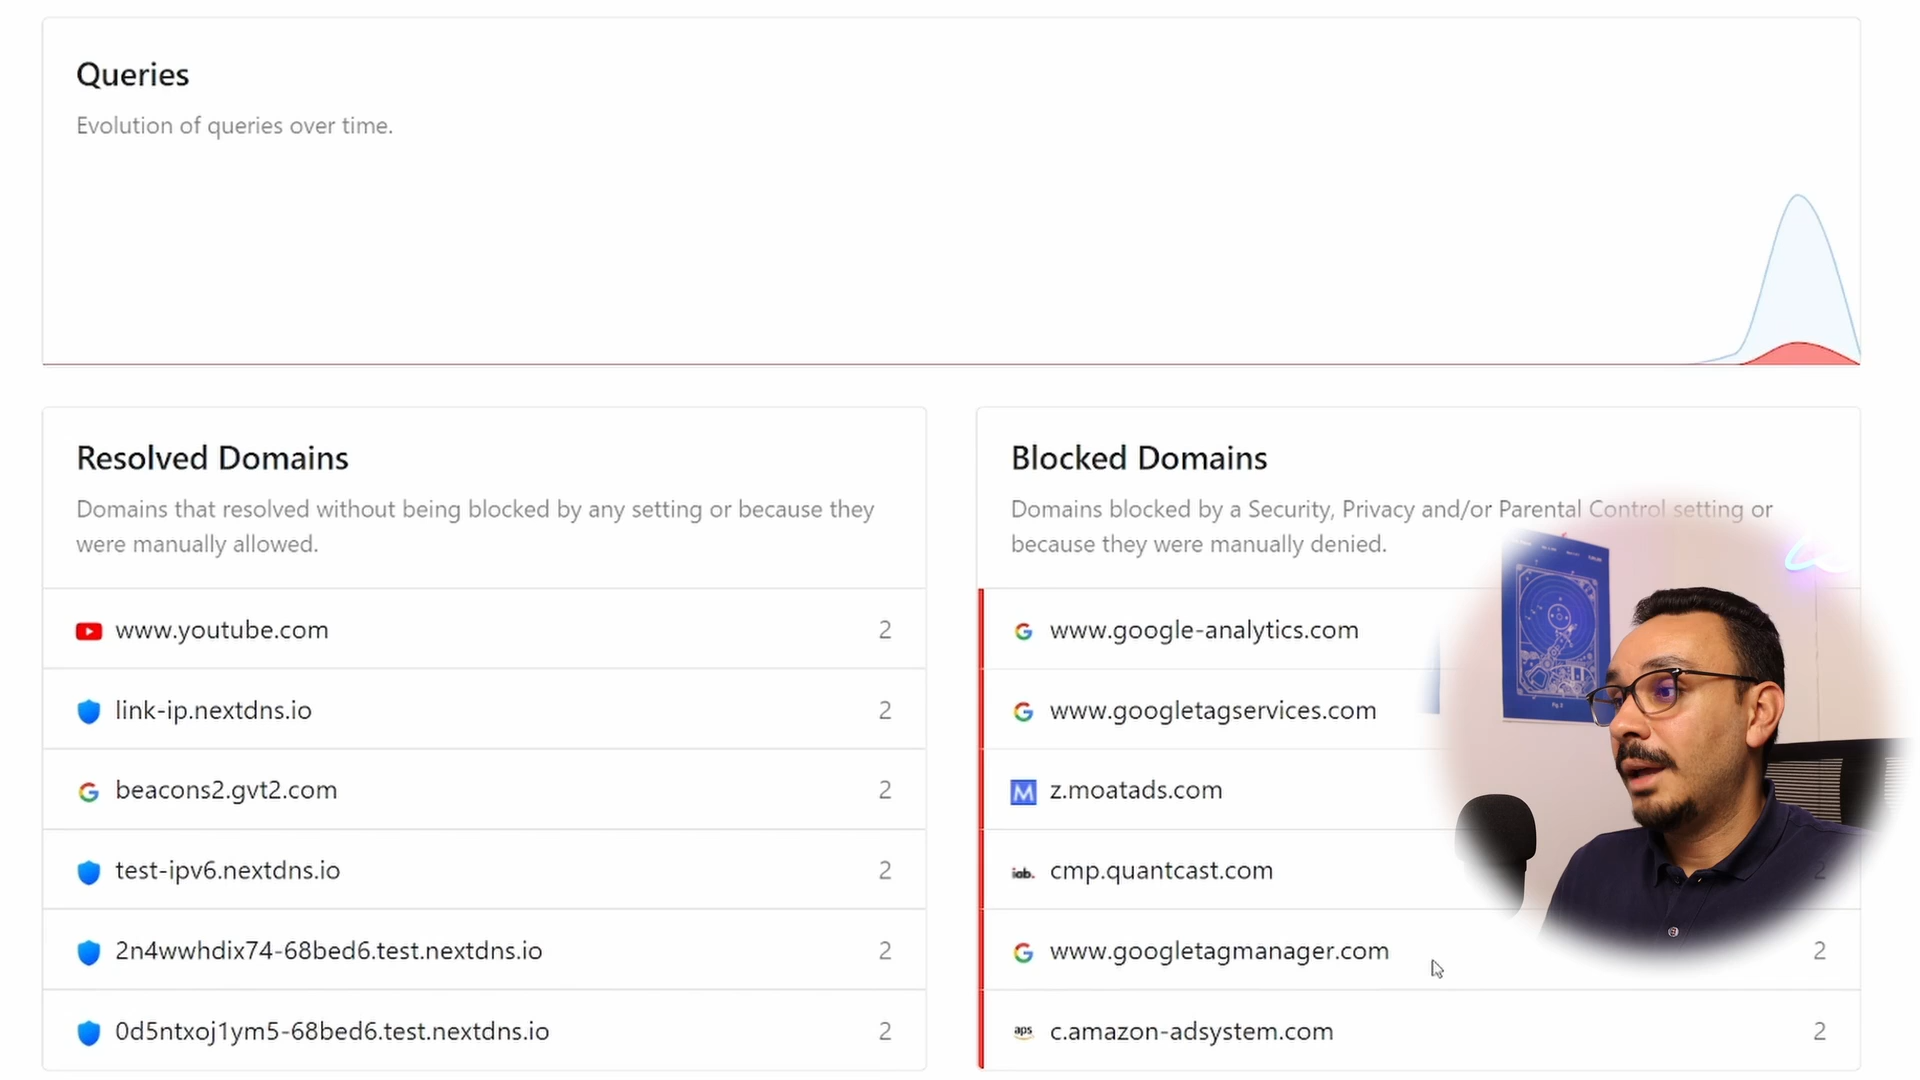 Queries
Evolution of queries over time.
Resolved Domains
Domains that resolved without being blocked by any setting or because they
were manually allowed.
www.youtube.com 2
link-ip.nextdns.io 2
beacons2.gvt2.com 2
test-ipv6.nextdns.io 2
2n4wwhdix74-68bed6.test.nextdns.io 2
0d5ntxoj1ym5-68bed6.test.nextdns.io 2
Blocked Domains
Domains blocked by a Security, Privacy and/or Parental Control setting or
because they were manually denied.
www.google-analytics.com
www.googletagservices.com
M z.moatads.com
iab. cmp.quantcast.com 2
www.googletagmanager.com 2
aps c.amazon-adsystem.com 2